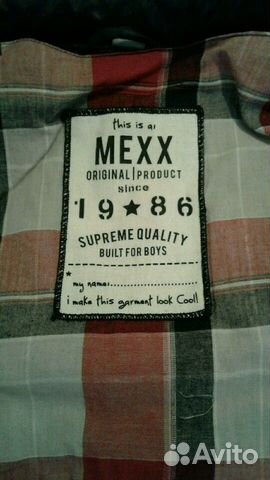 this is a:
MEXX
ORIGINAL|PRODUCT
since
19★86
SUPREME QUALITY
BUILT FOR BOYS
*
my name:..............................
i make this garment look Cool!
Avito